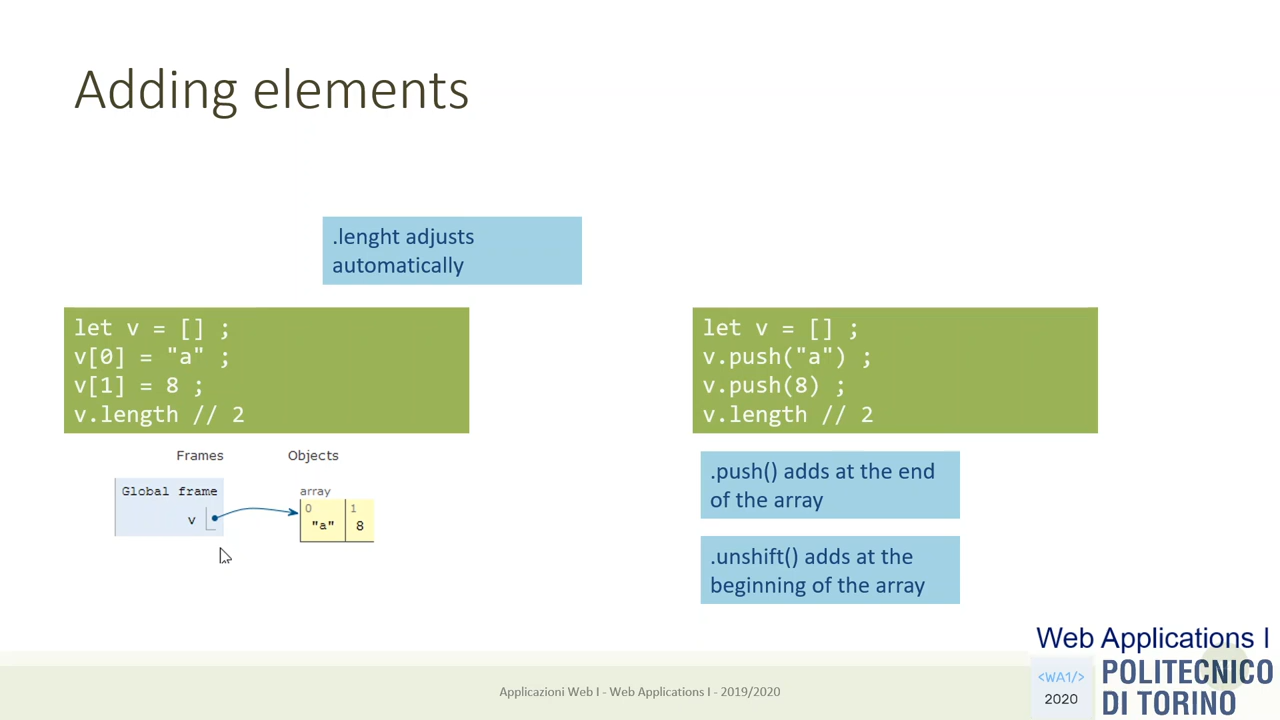 Adding elements
.lenght adjusts
automatically
let v = [] ;
v[0] = "a" ;
v[1] = 8 ;
v.length // 2
Frames Objects
Global frame
v
array
0 1
"a" 8
let v = [] ;
v.push("a") ;
v.push(8) ;
v.length // 2
.push() adds at the end
of the array
.unshift() adds at the
beginning of the array
Applicazioni Web I - Web Applications I - 2019/2020
Web Applications I
<WA1/>
2020
POLITECNICO
DI TORINO